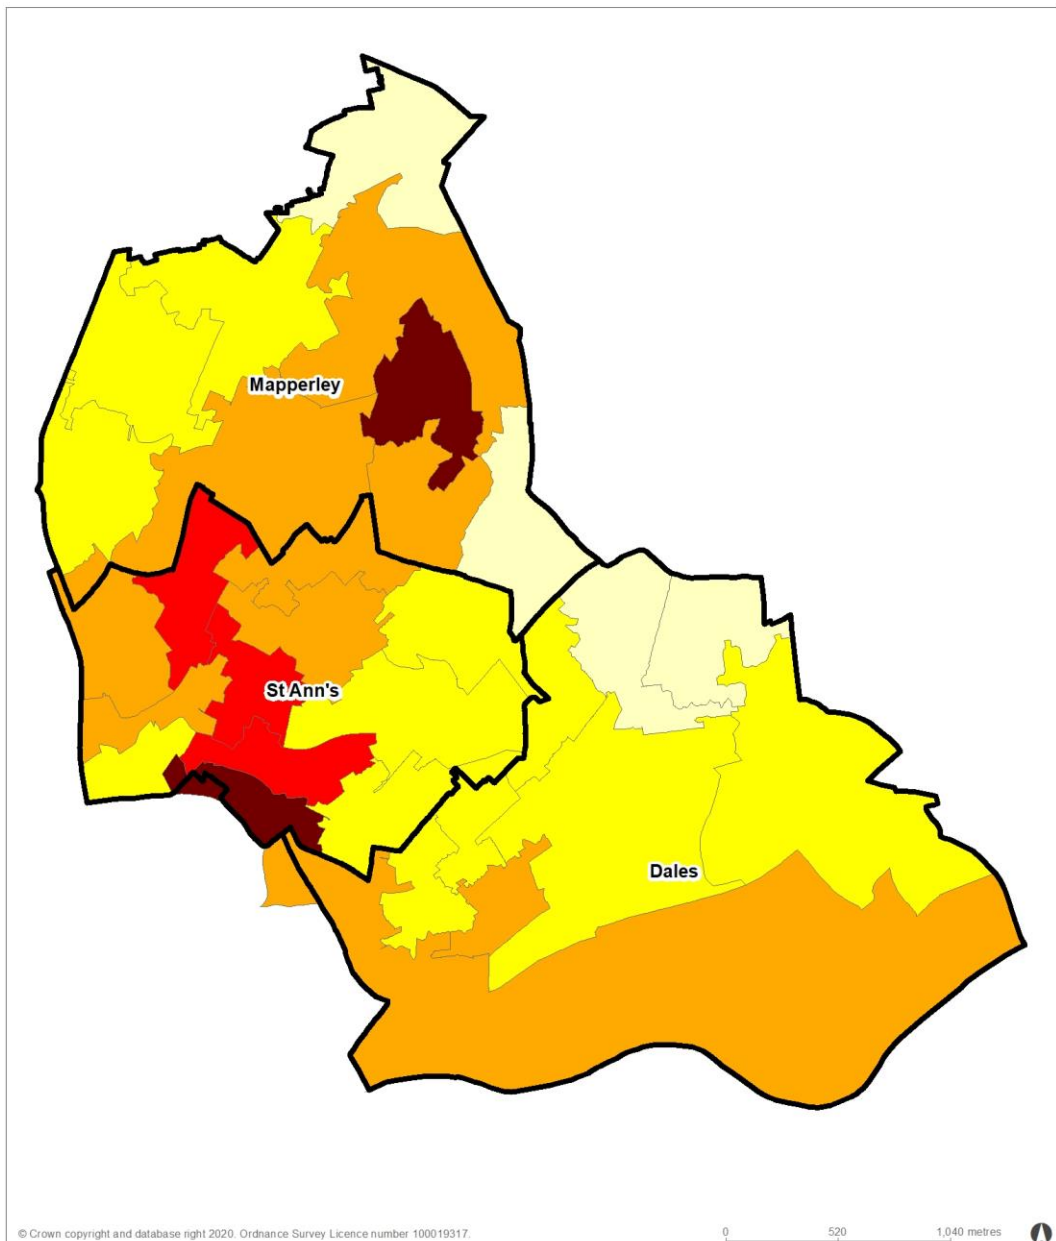 Mapperley
St Ann's
Dales
© Crown copyright and database right 2020. Ordnance Survey Licence number 100019317.
0 520 1,040 metres